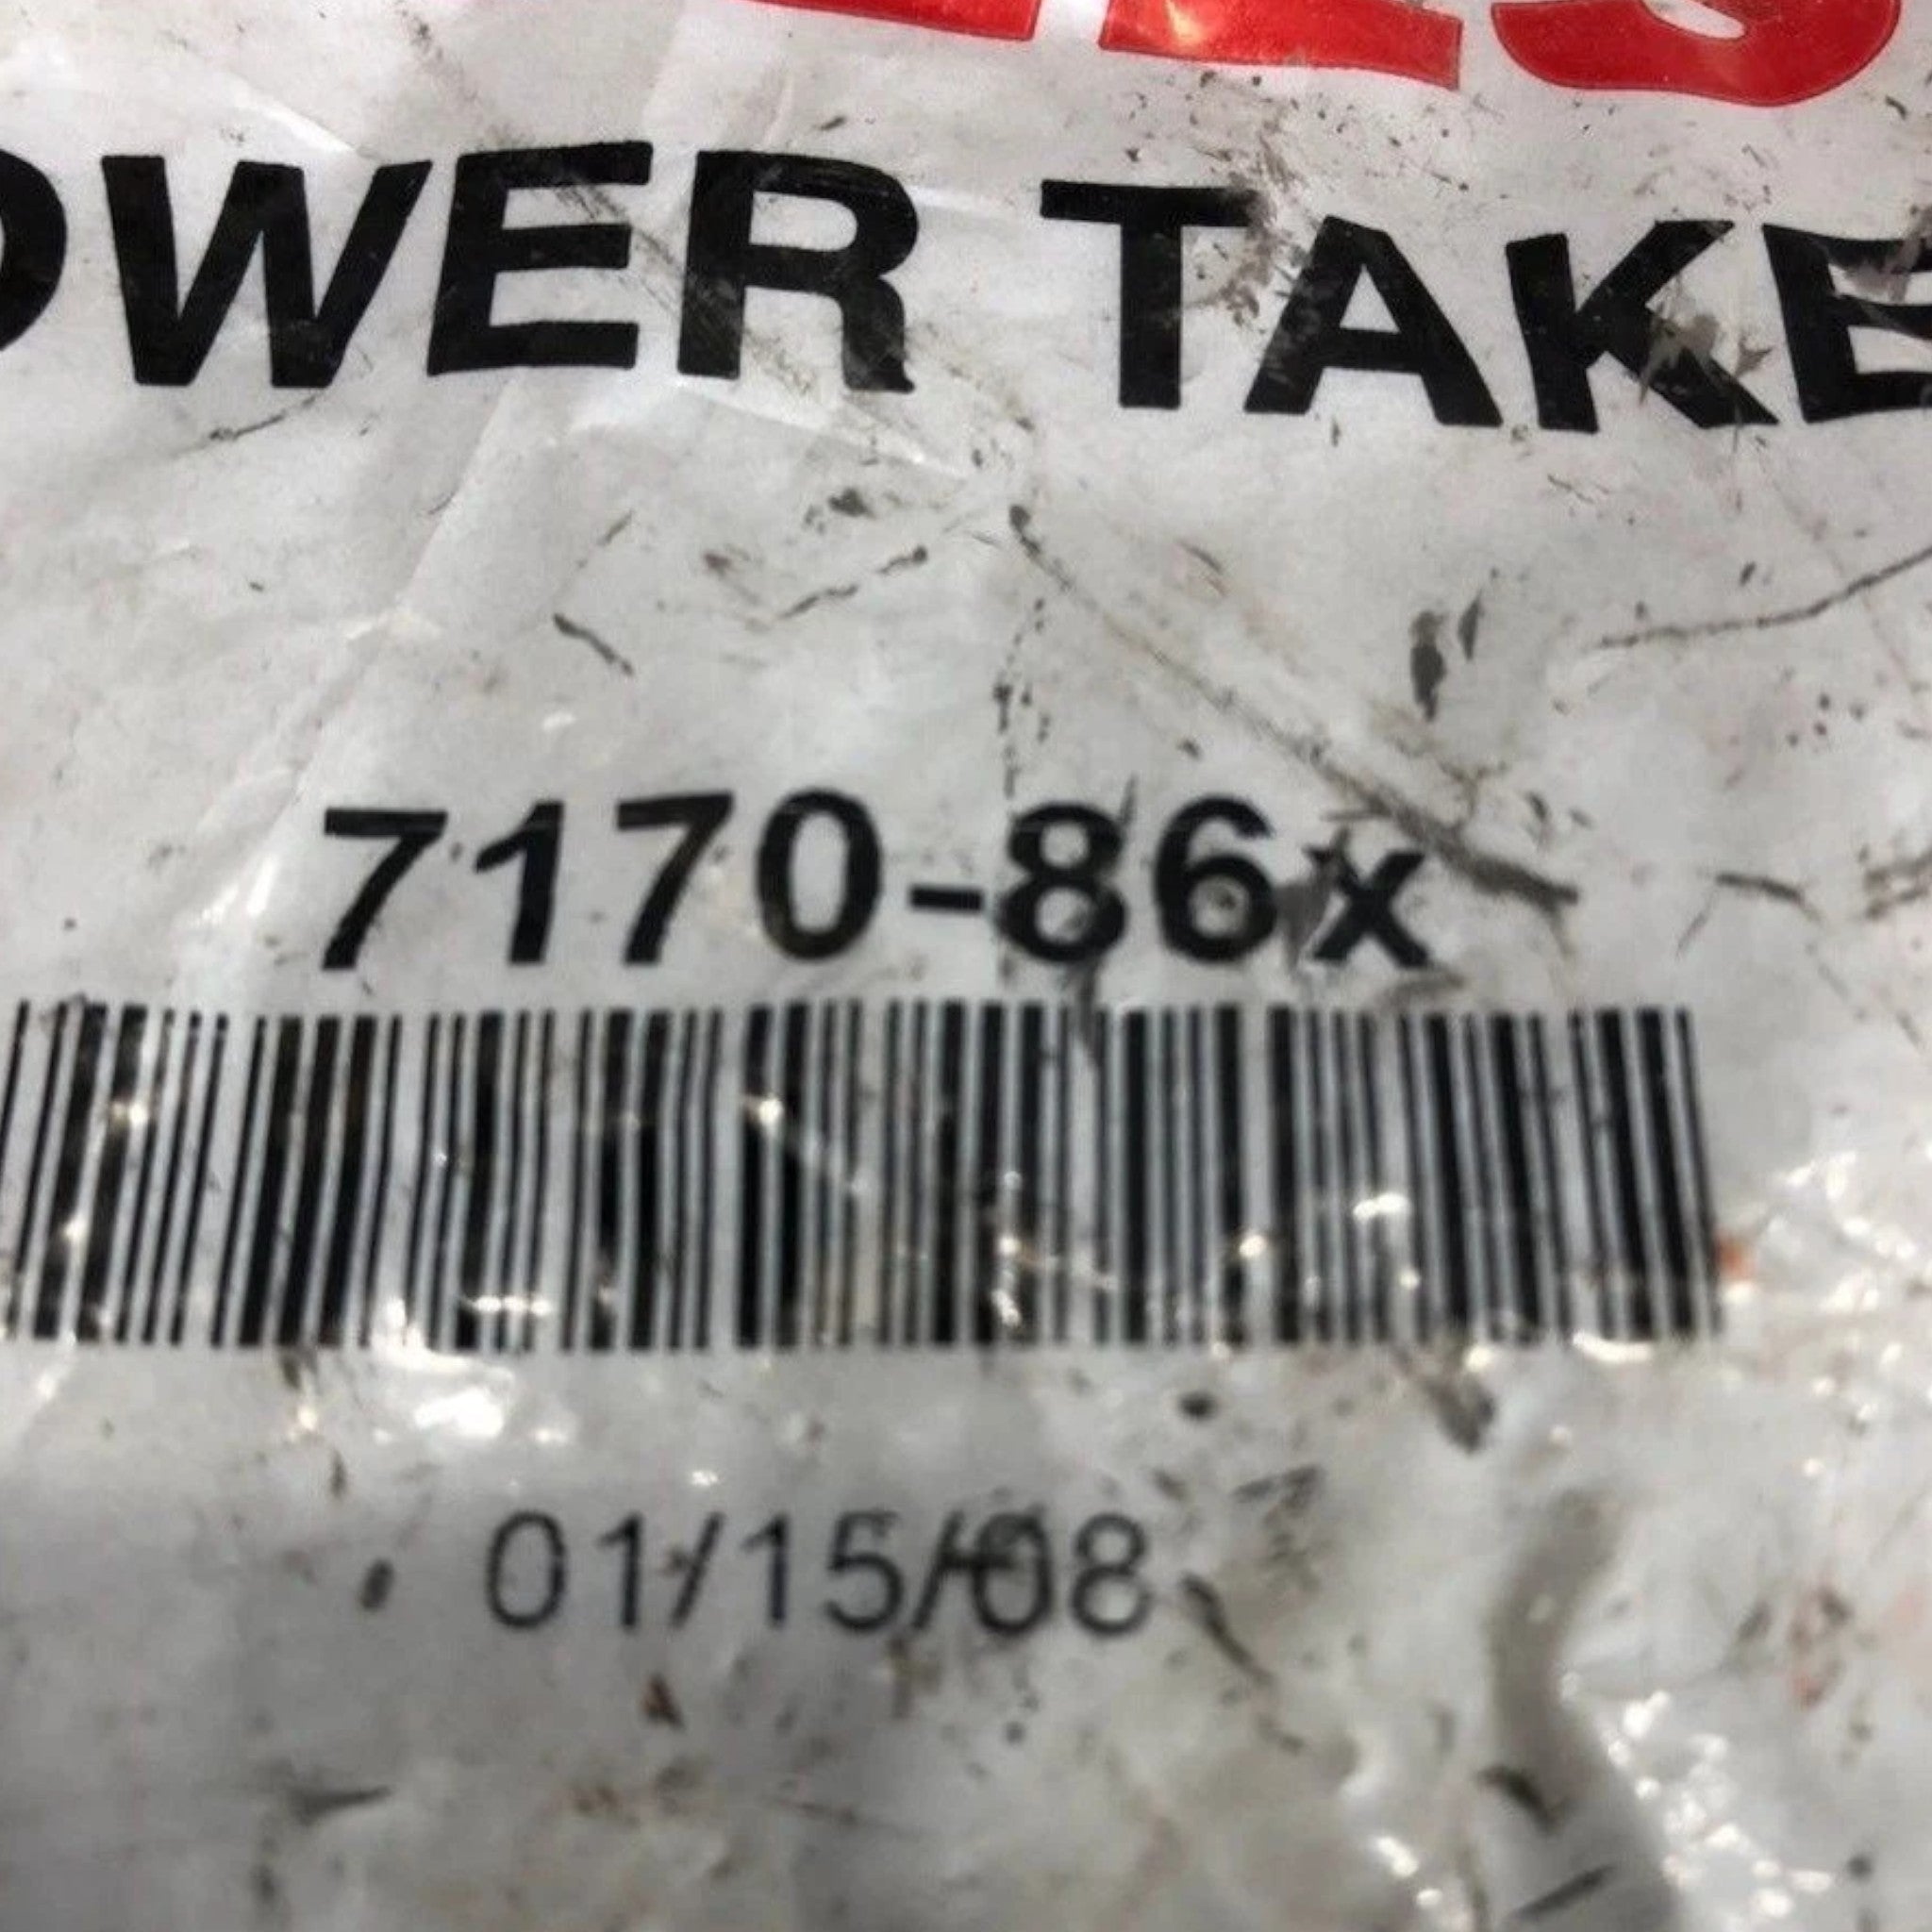 OWER TAKE
7170-86x
01/15/08